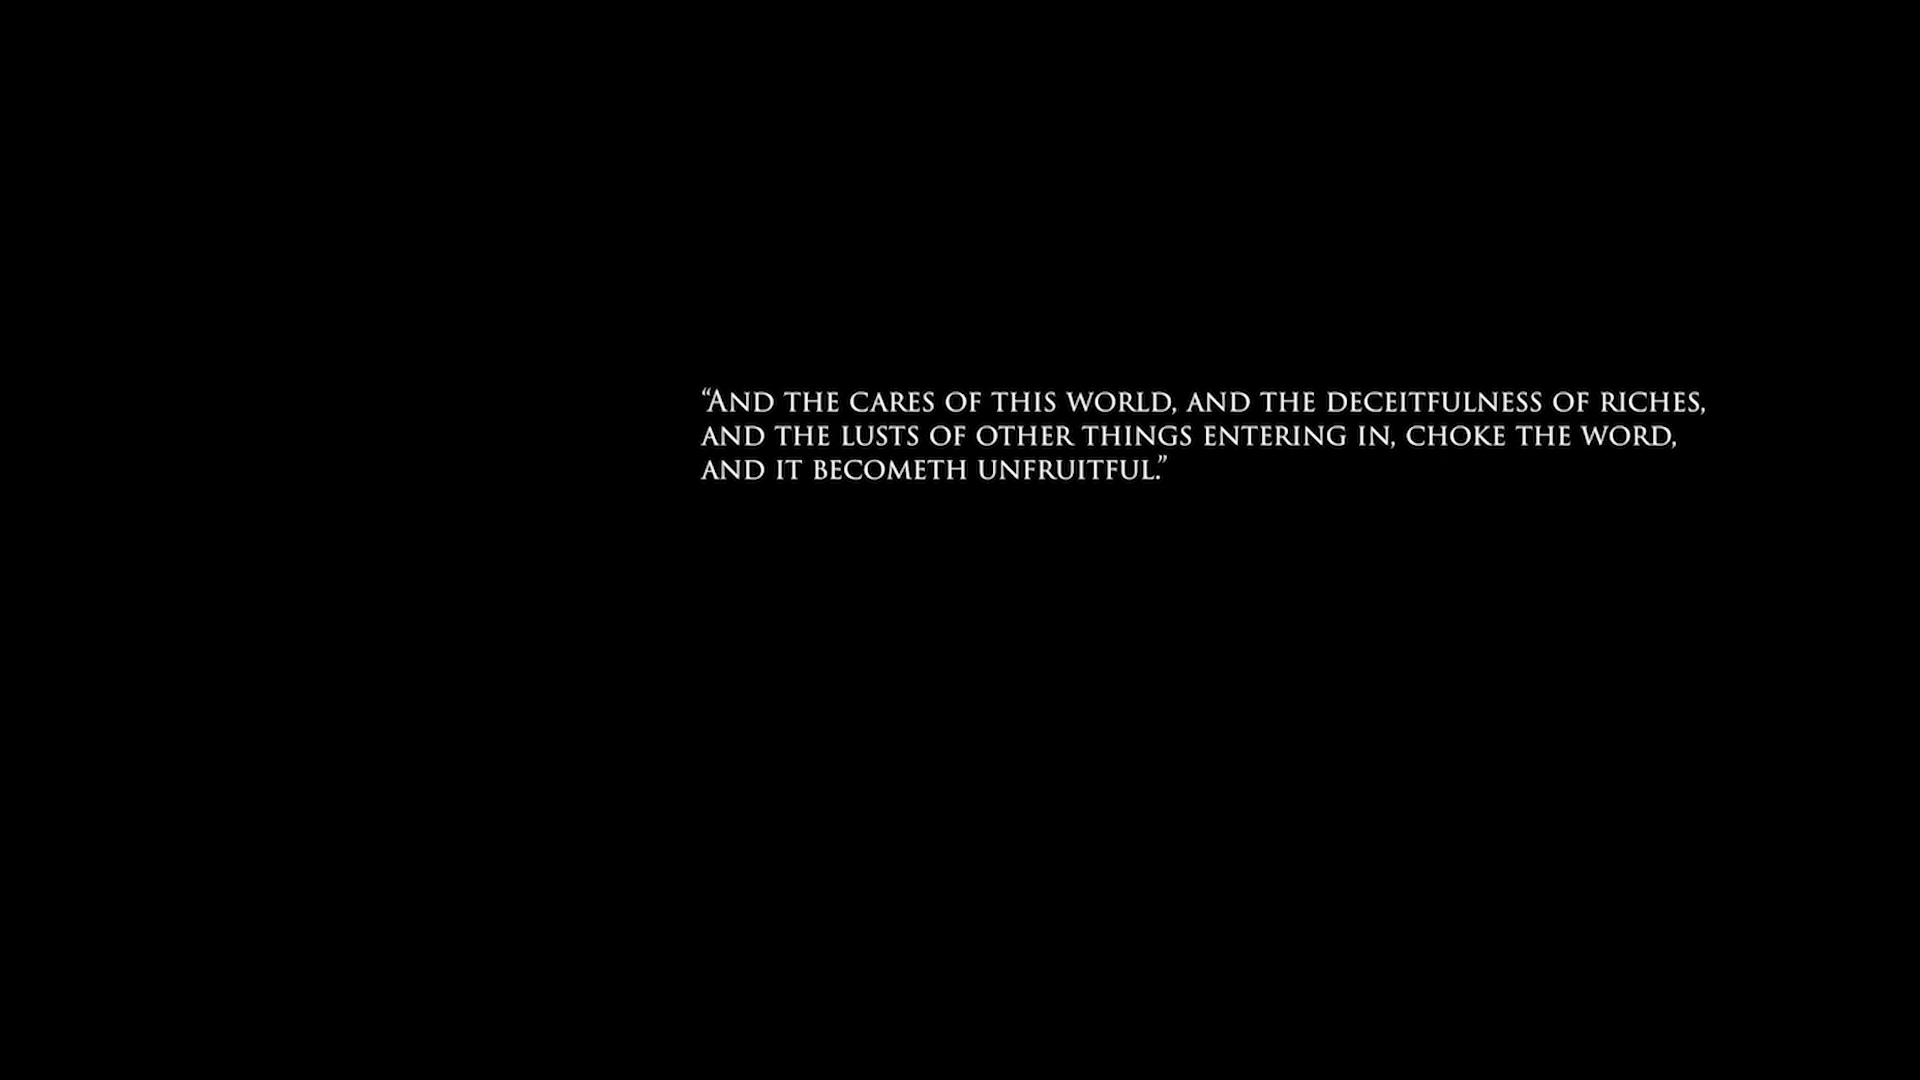 “And the cares of this world, and the deceitfulness of riches,
and the lusts of other things entering in, choke the word,
and it becometh unfruitful.”